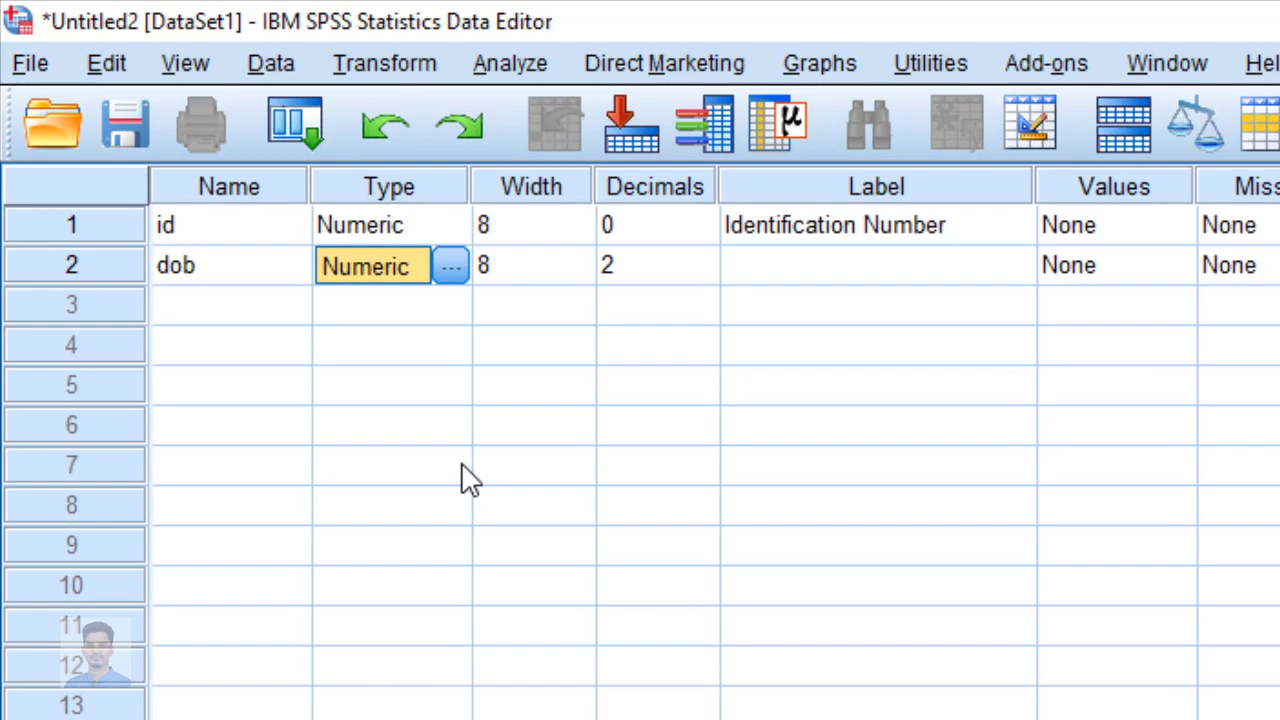 *Untitled2 [DataSet1] - IBM SPSS Statistics Data Editor
File Edit View Data Transform Analyze Direct Marketing Graphs Utilities Add-ons Window Hel
μ
Name Type Width Decimals Label Values Miss
1 id Numeric 8 0 Identification Number None None
2 dob Numeric ... 8 2 None None
3
4
5
6
7
8
9
10
11
12
13